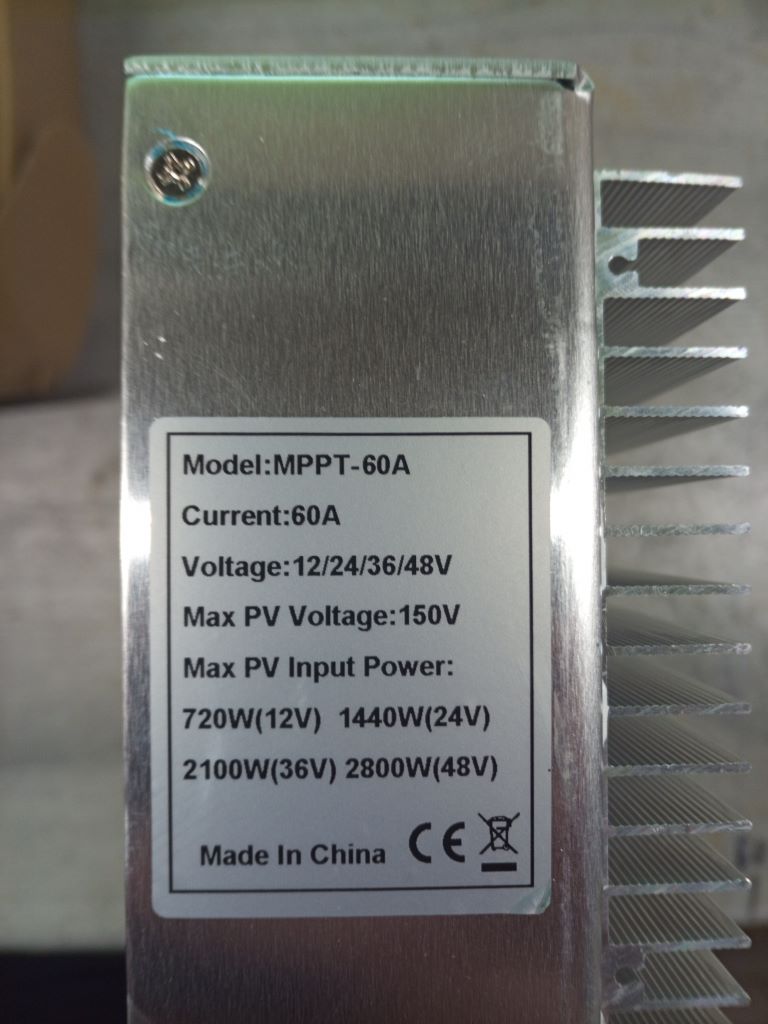 Model:MPPT-60A
Current:60A
Voltage:12/24/36/48V
Max PV Voltage:150V
Max PV Input Power:
720W(12V) 1440W(24V)
2100W(36V) 2800W(48V)
Made In China CE